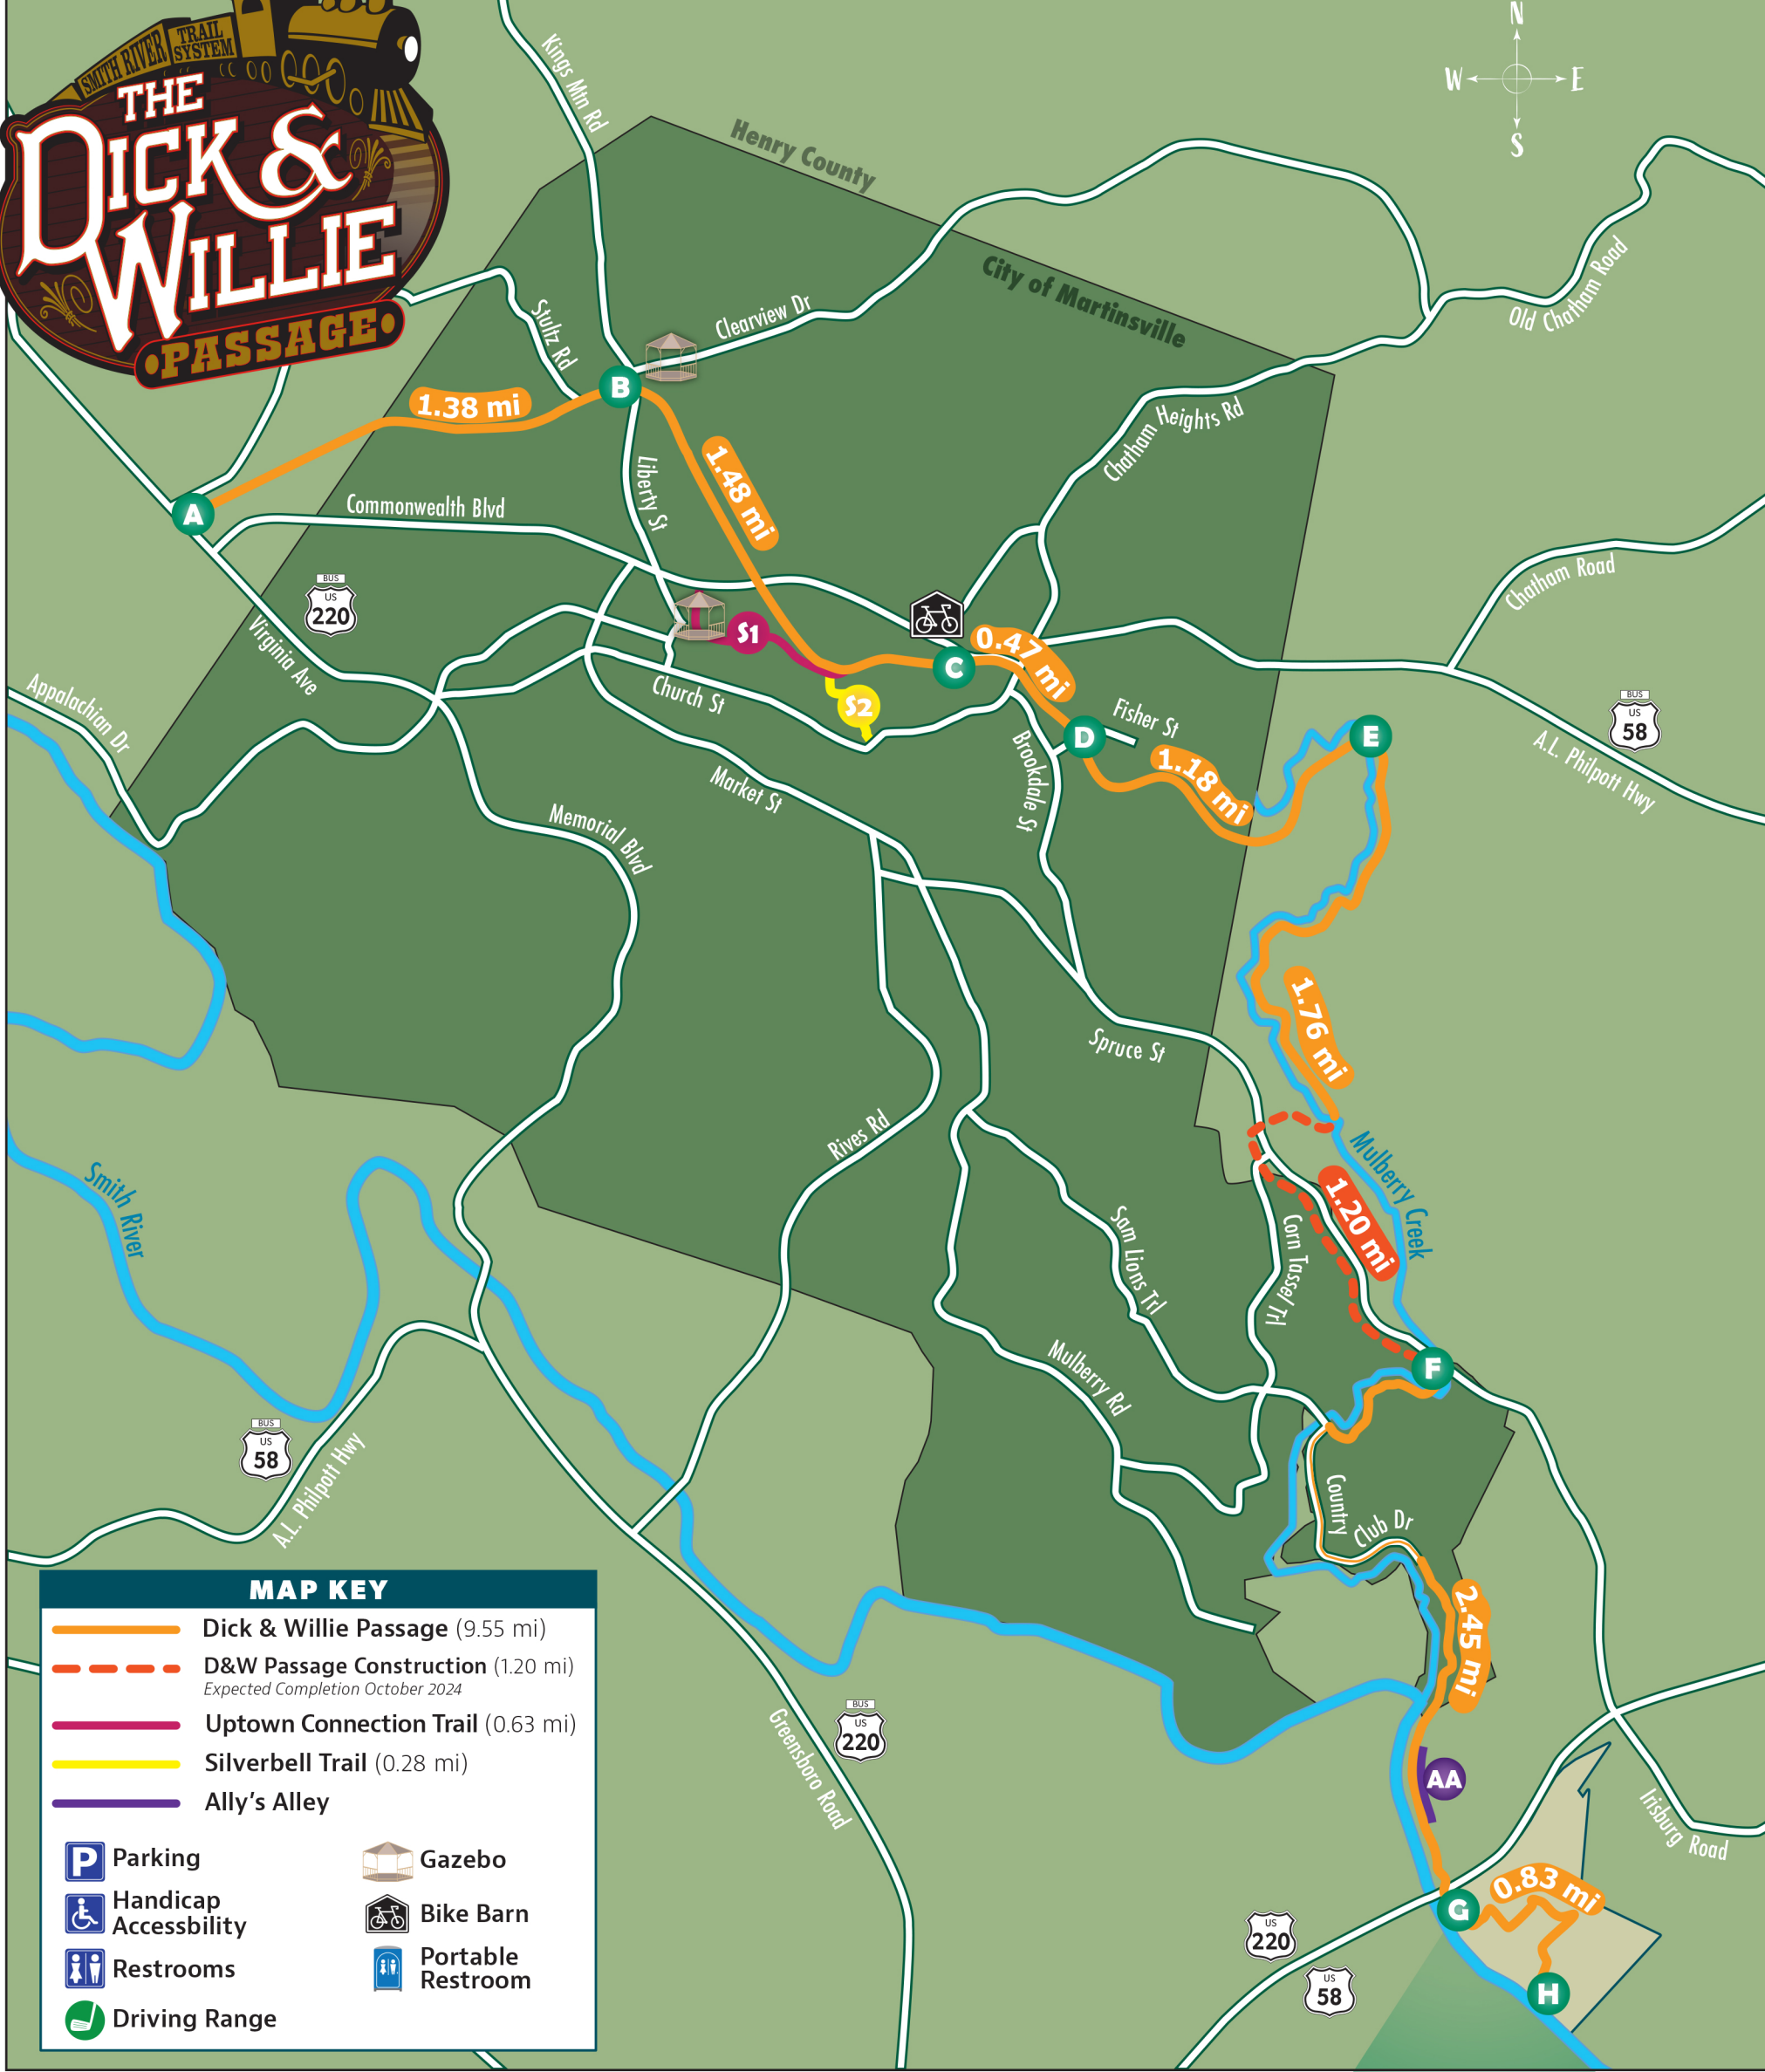 SMITH RIVER
TRAIL
SYSTEM
THE
DICK &
WILLIE
PASSAGE
N
W
E
S
Kings Mtn Rd
Henry County
City of Martinsville
Old Chatham Road
Stultz Rd
Clearview Dr
B
1.38 mi
Chatham Heights Rd
1.48 mi
Liberty St
Commonwealth Blvd
A
Chatham Road
BUS
US
220
Virginia Ave
S1
0.47 mi
C
Church St
S2
Appalachian Dr
Fisher St
D
E
BUS
US
58
A.L. Philpott Hwy
Brookdale St
1.18 mi
Market St
Memorial Blvd
1.76 mi
Spruce St
Rives Rd
Mulberry Creek
Smith River
1.20 mi
Sam Lions Trl
Corn Tassel Trl
Mulberry Rd
F
BUS
US
58
A.L. Philpott Hwy
Country Club Dr
2.45 mi
MAP KEY
Dick & Willie Passage (9.55 mi)
D&W Passage Construction (1.20 mi)
Expected Completion October 2024
Uptown Connection Trail (0.63 mi)
Silverbell Trail (0.28 mi)
Ally's Alley
P
Parking
Handicap
Accessbility
Restrooms
Driving Range
Gazebo
Bike Barn
Portable
Restroom
BUS
US
220
Greensboro Road
AA
Irisburg Road
0.83 mi
G
US
220
US
58
H